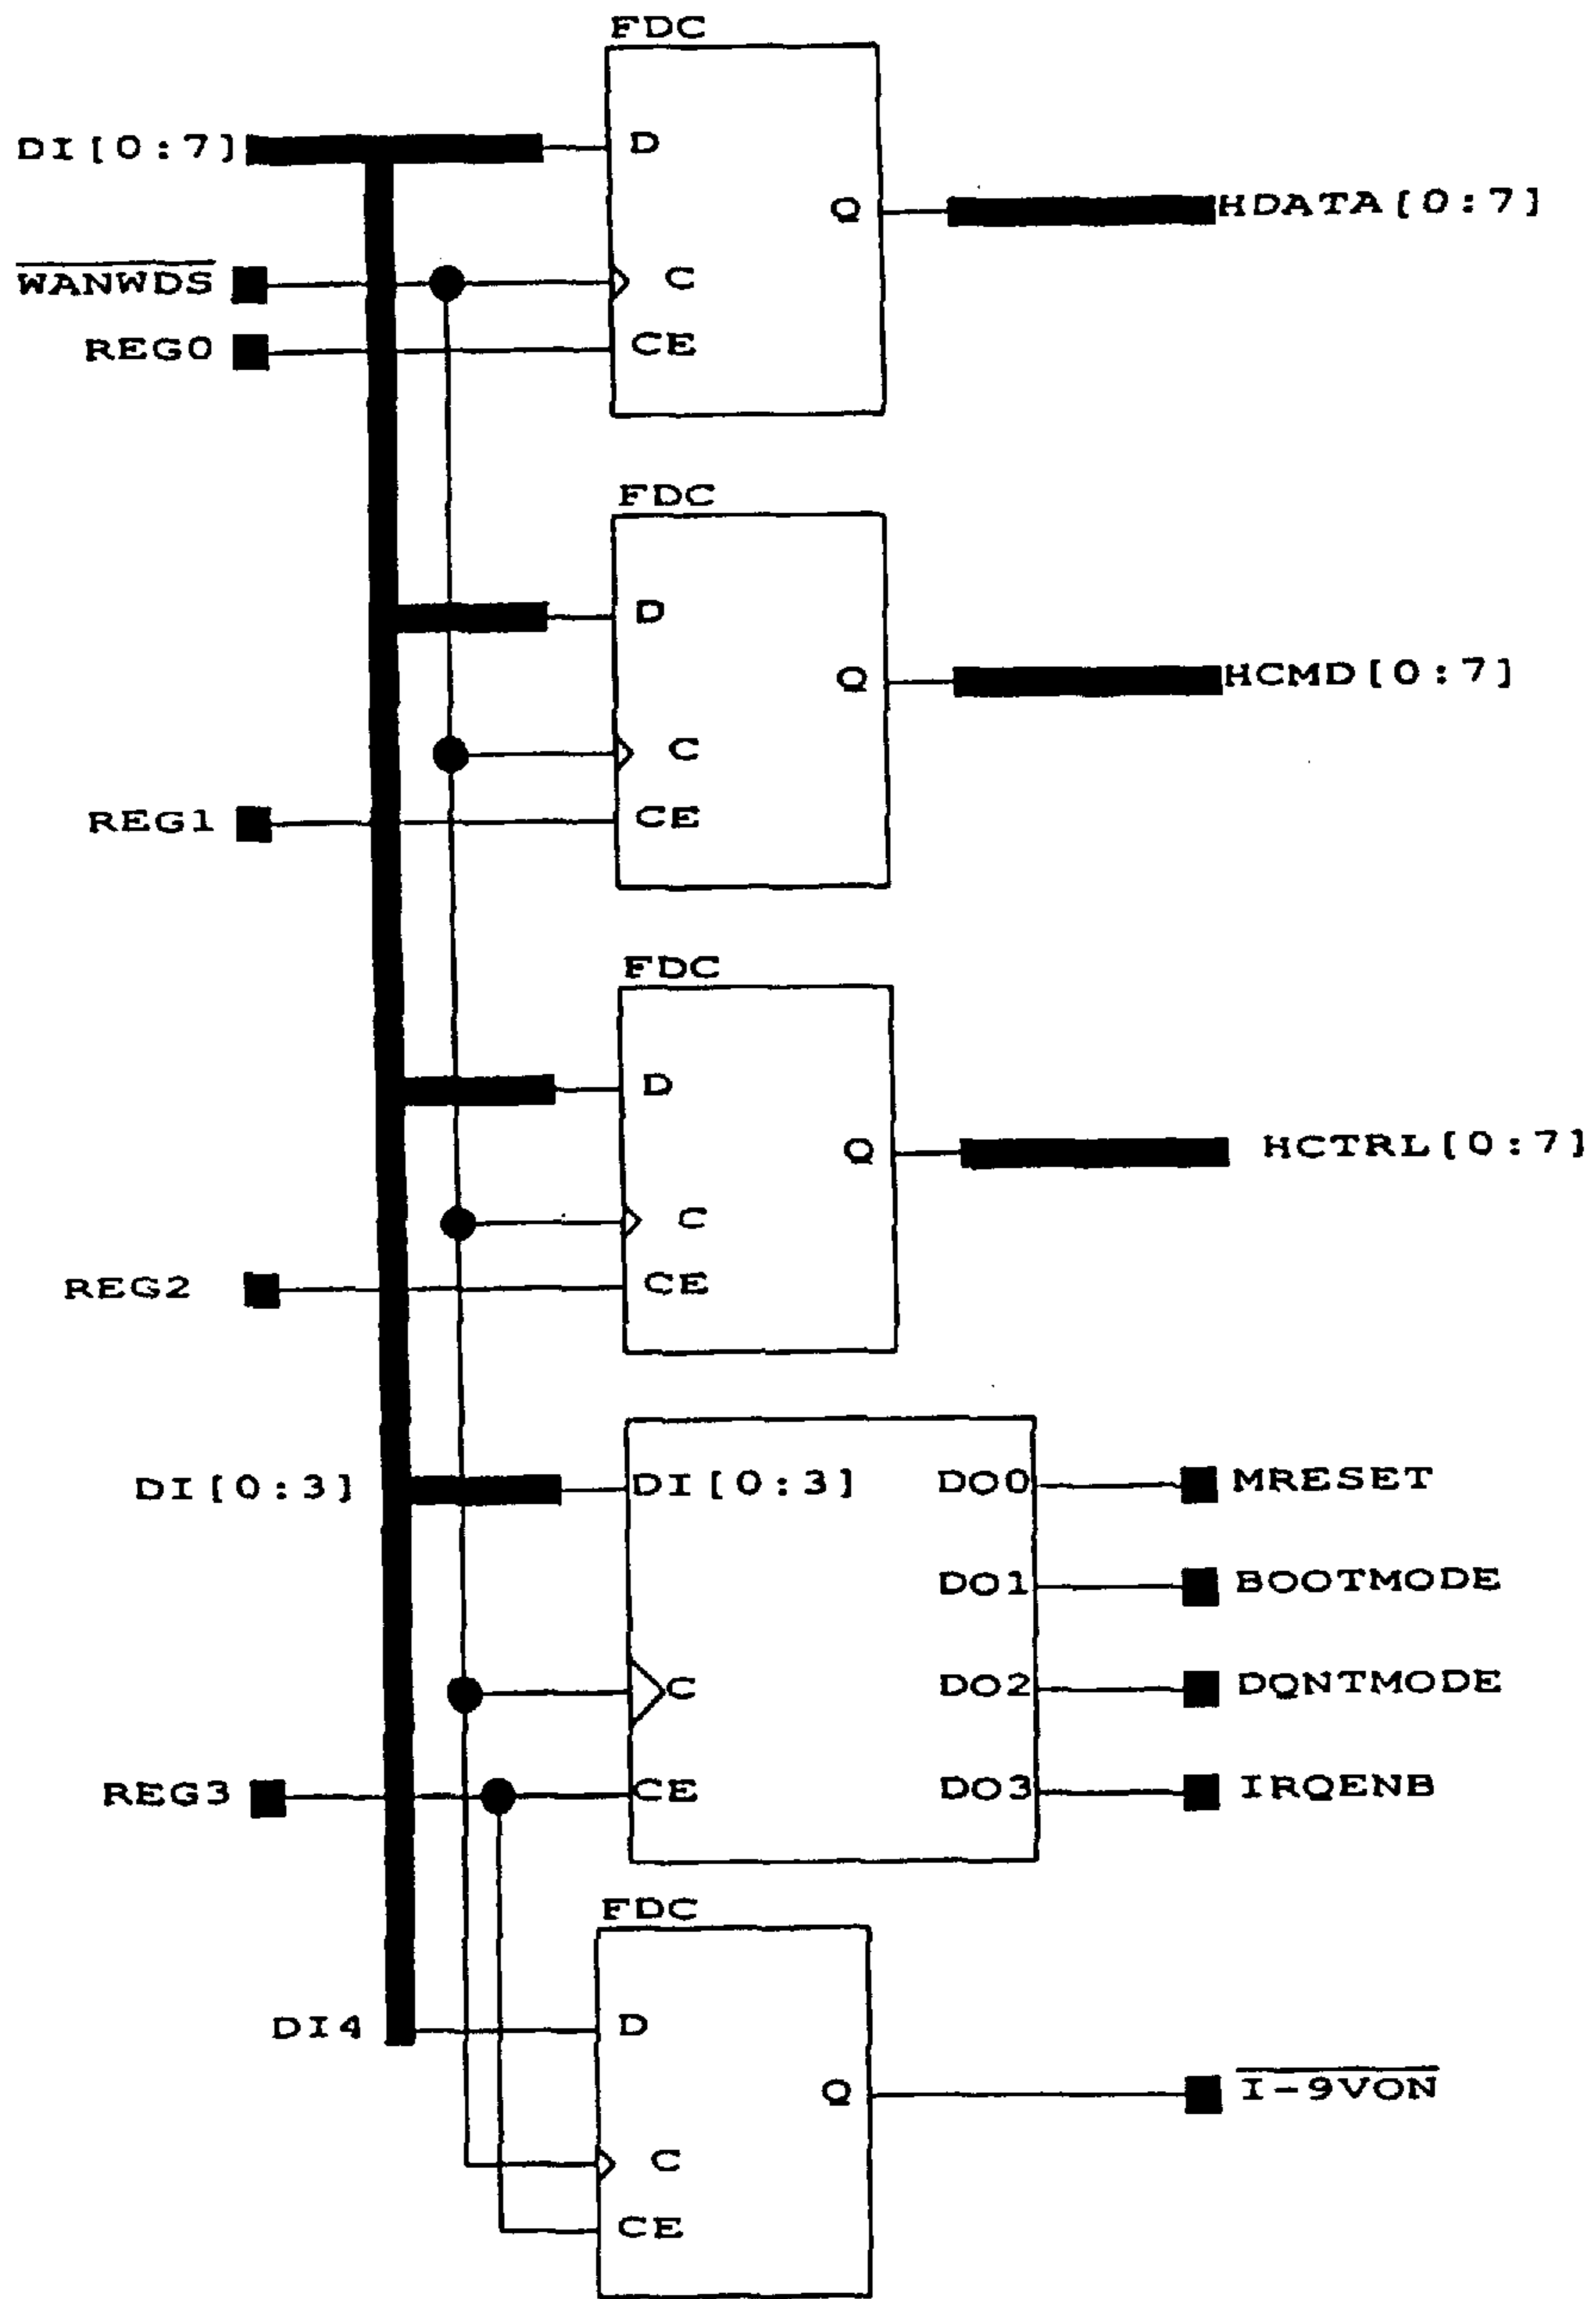 FDC
DI[0:7]
D
Q
HDATA[0:7]
WANWDS
C
REG0
CE
FDC
D
Q
HCMD[0:7]
C
REG1
CE
FDC
D
Q
HCTRL[0:7]
C
REG2
CE
DI[0:3]
DI[0:3]
DO0
MRESET
DO1
BOOTMODE
C
DO2
DQNTMODE
REG3
CE
DO3
IRQENB
FDC
DI4
D
Q
I-9VON
C
CE